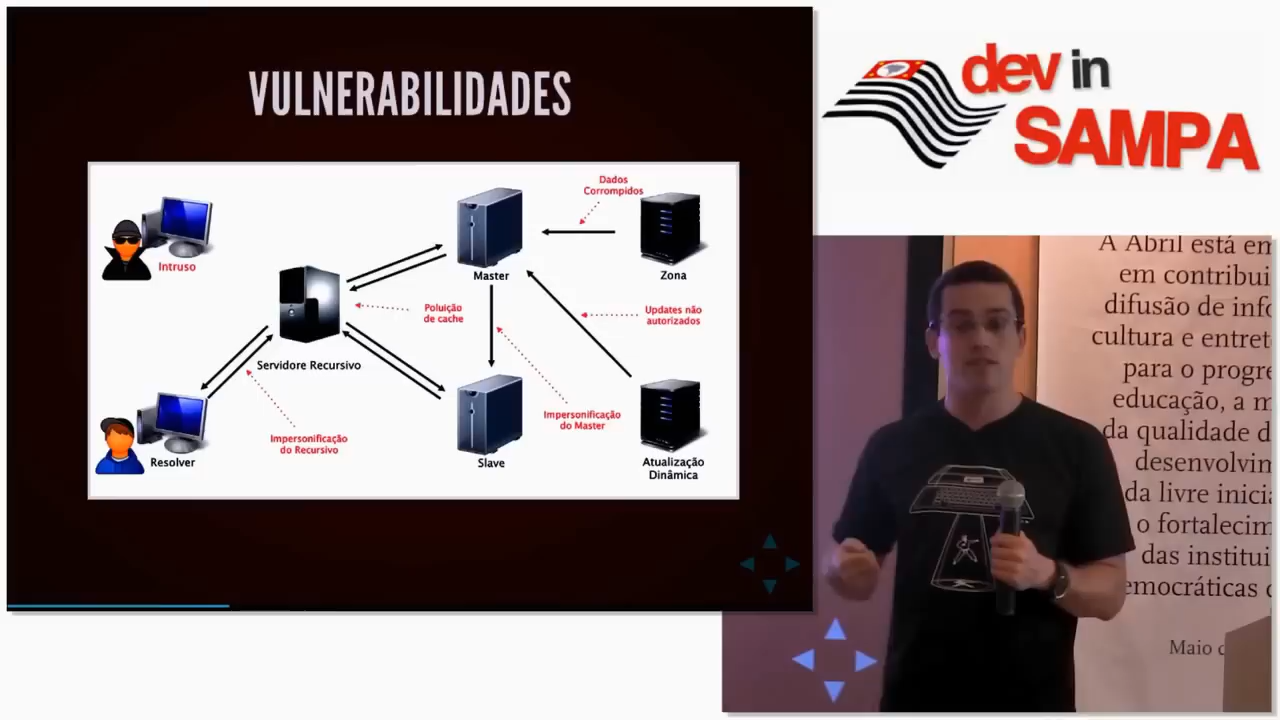 VULNERABILIDADES
Dados
Corrompidos
Intruso
Master
Zona
Poluição
de cache
Updates não
autorizados
Servidore Recursivo
Impersonificação
do Master
Impersonificação
do Recursivo
Resolver
Slave
Atualização
Dinâmica
dev in
SAMPA
A Abril está em
em contribui
difusão de info
cultura e entrete
para o progre
educação, a m
da qualidade d
desenvolvim
da livre inicia
o fortalecim
das institui
emocráticas
Maio